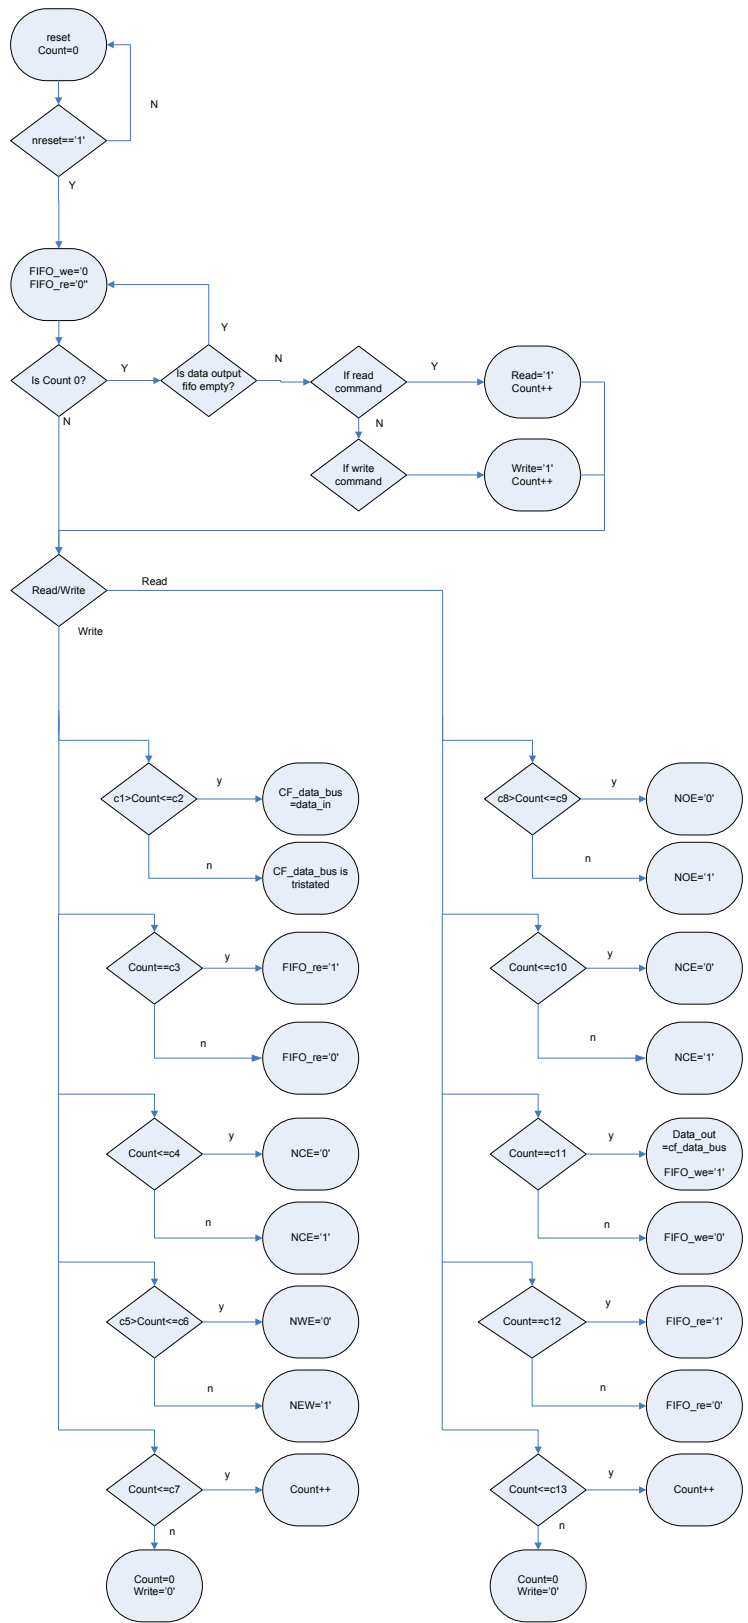 reset
Count=0
N
nreset=='1'
Y
FIFO_we='0
FIFO_re='0"
Y
Is Count 0?
Y
Is data output
fifo empty?
N
If read
command
Y
Read='1'
Count++
N
N
If write
command
Write='1'
Count++
Read/Write
Read
Write
c1>Count<=c2
y
CF_data_bus
=data_in
n
CF_data_bus is
tristated
Count==c3
y
FIFO_re='1'
n
FIFO_re='0'
Count<=c4
y
NCE='0'
n
NCE='1'
c5>Count<=c6
y
NWE='0'
n
NEW='1'
Count<=c7
y
Count++
n
Count=0
Write='0'
c8>Count<=c9
y
NOE='0'
n
NOE='1'
Count<=c10
y
NCE='0'
n
NCE='1'
Count==c11
y
Data_out
=cf_data_bus
FIFO_we='1'
n
FIFO_we='0'
Count==c12
y
FIFO_re='1'
n
FIFO_re='0'
Count<=c13
y
Count++
n
Count=0
Write='0'